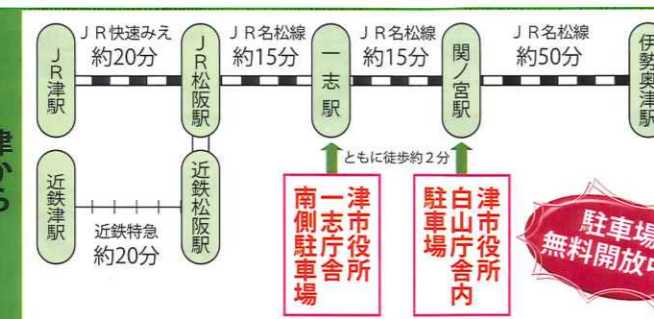 津から
JR津駅
JR快速みえ
約20分
JR松阪駅
JR名松線
約15分
一志駅
JR名松線
約15分
関ノ宮駅
JR名松線
約50分
伊勢奥津駅
近鉄津駅
近鉄特急
約20分
近鉄松阪駅
ともに徒歩約2分
津市役所
一志庁舎
南側駐車場
津市役所
白山庁舎内
駐車場
駐車場
無料開放中